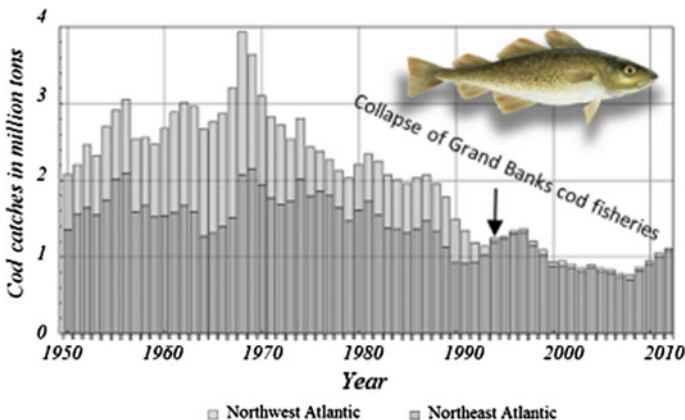 4
3
2
1
0
Cod catches in million tons
Collapse of Grand Banks cod fisheries
1950 1960 1970 1980 1990 2000 2010
Year
Northwest Atlantic Northeast Atlantic